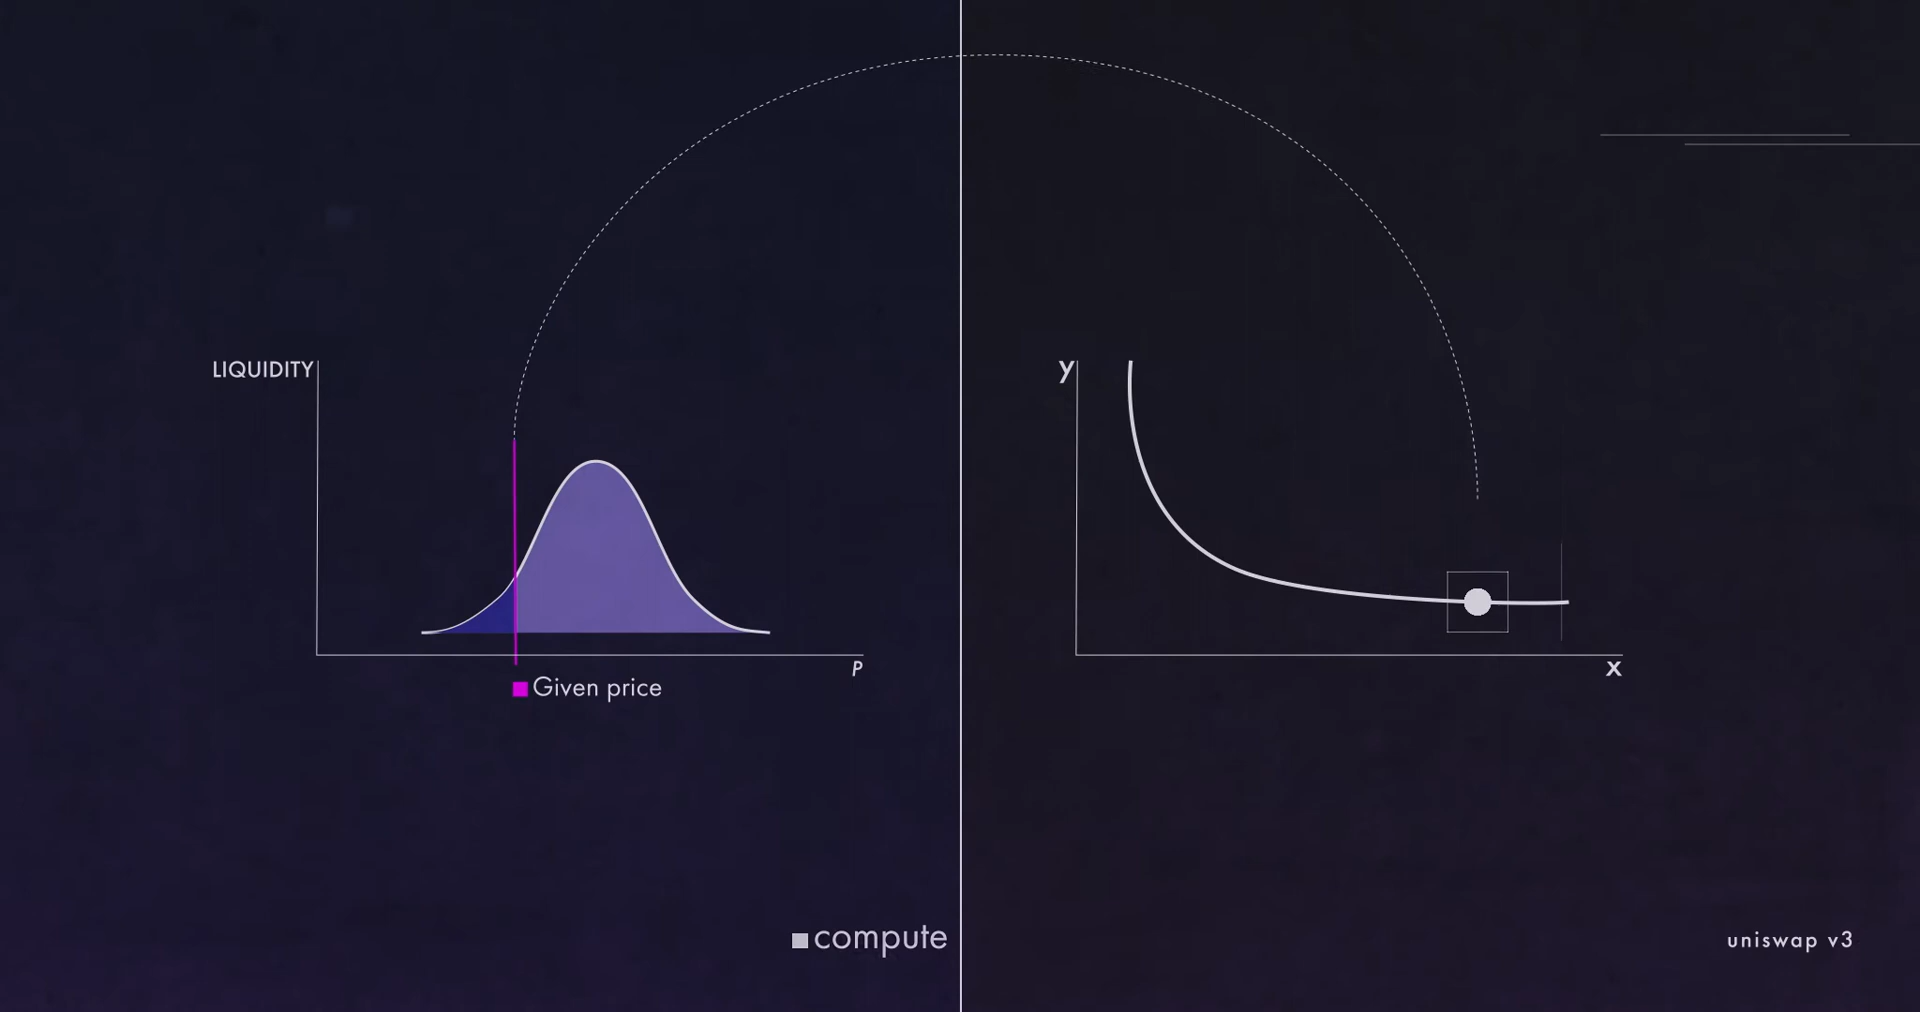 LIQUIDITY
P
Given price
compute
y
x
uniswap v3